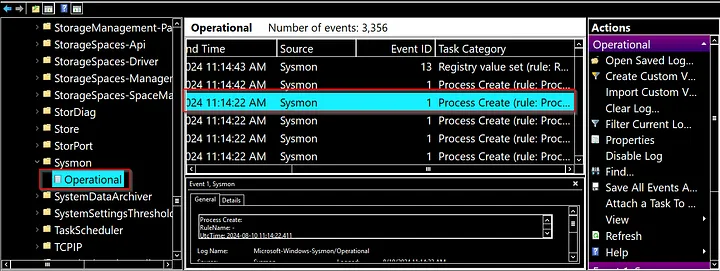 StorageManagement-Pa
StorageSpaces-Api
StorageSpaces-Driver
StorageSpaces-Manager
StorageSpaces-SpaceMa
StorDiag
Store
StorPort
Sysmon
Operational
SystemDataArchiver
SystemSettingsThreshold
TaskScheduler
TCPIP
Operational Number of events: 3,356
nd Time Source Event ID Task Category
024 11:14:43 AM Sysmon 13 Registry value set (rule: R...
024 11:14:42 AM Sysmon 1 Process Create (rule: Proc...
024 11:14:22 AM Sysmon 1 Process Create (rule: Proc...
024 11:14:22 AM Sysmon 1 Process Create (rule: Proc...
024 11:14:22 AM Sysmon 1 Process Create (rule: Proc...
024 11:14:22 AM Sysmon 1 Process Create (rule: Proc...
Event 1, Sysmon
General Details
Process Create:
RuleName: -
UtcTime: 2024-08-10 11:14:22.411
Log Name: Microsoft-Windows-Sysmon/Operational
Actions
Operational
Open Saved Log...
Create Custom V...
Import Custom V...
Clear Log...
Filter Current Lo...
Properties
Disable Log
Find...
Save All Events A...
Attach a Task To ...
View
Refresh
Help